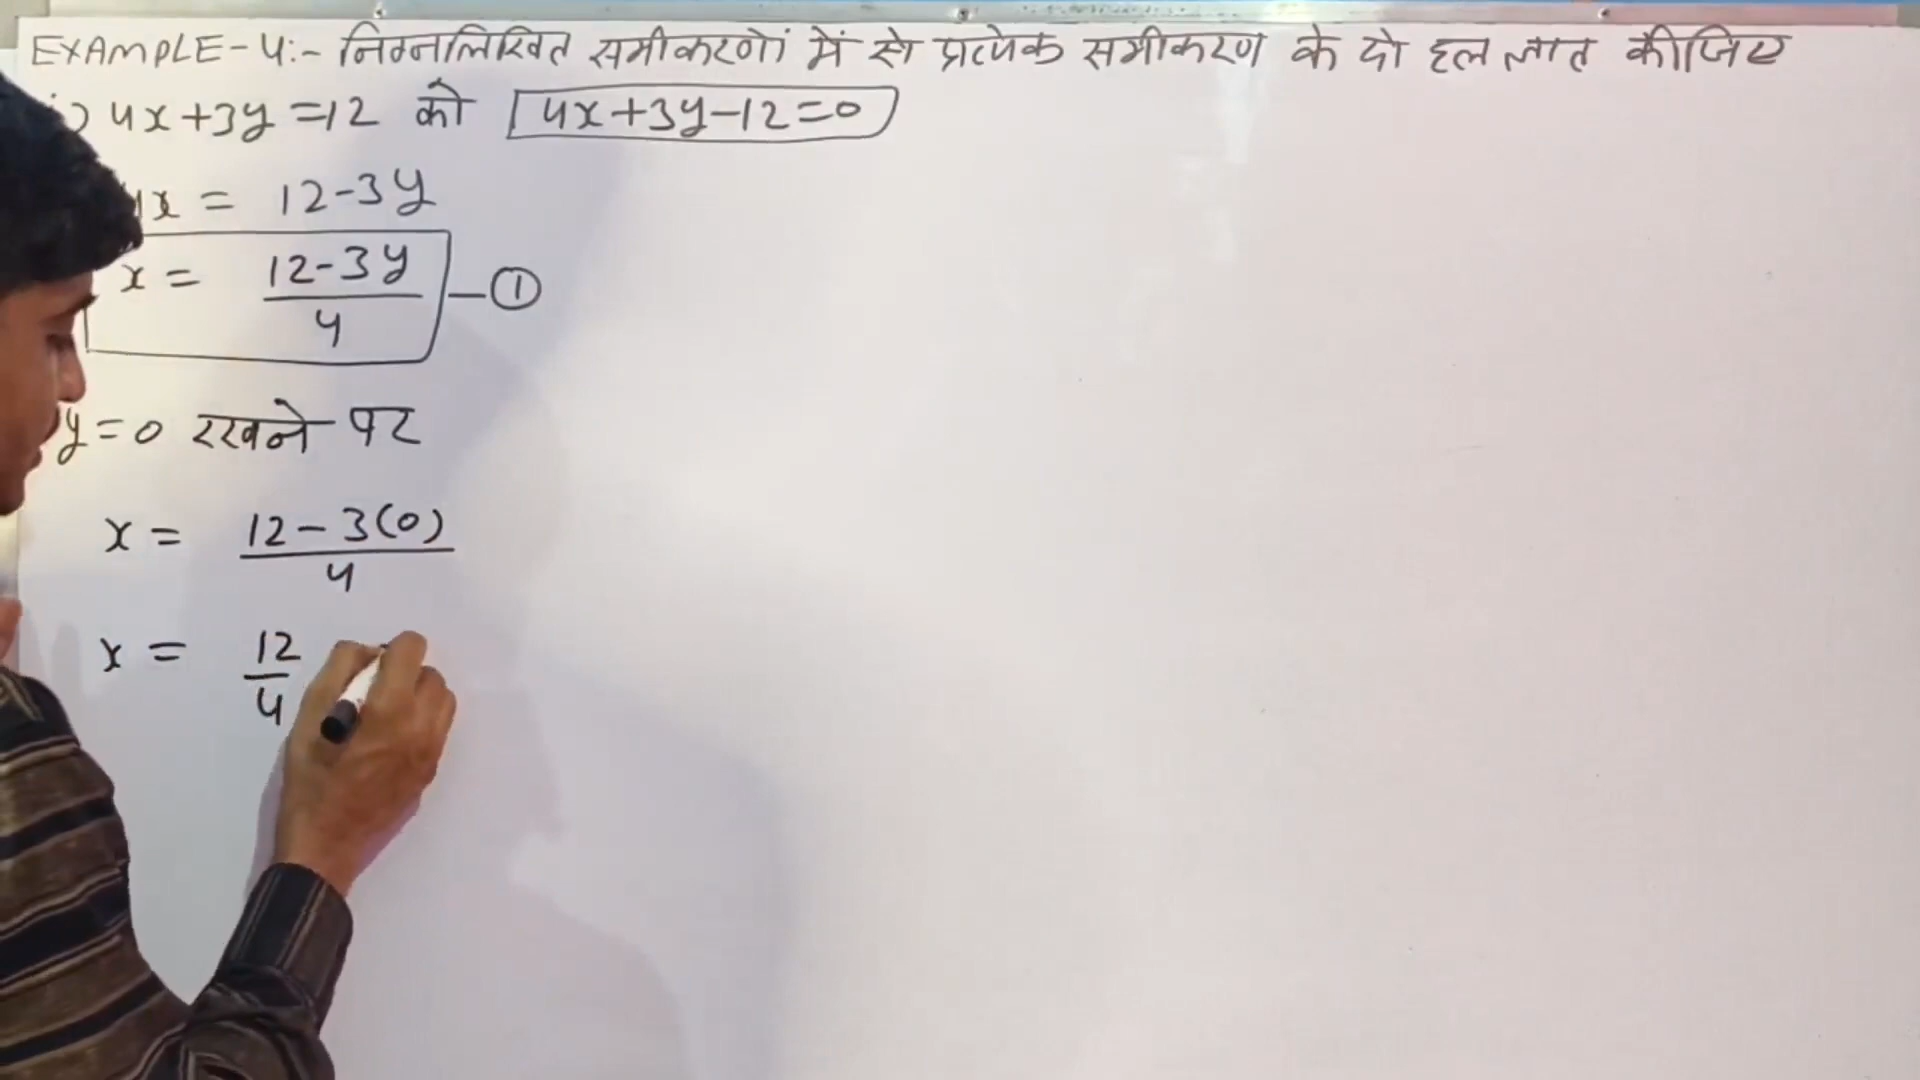 EXAMPLE-4:- निम्नलिखित समीकरणों में से प्रत्येक समीकरण के दो हल ज्ञात कीजिए
i) 4x+3y=12 को 4x+3y-12=0
4x = 12-3y
x = (12-3y)/4 —①
y=0 रखने पर
x = (12-3(0))/4
x = 12/4